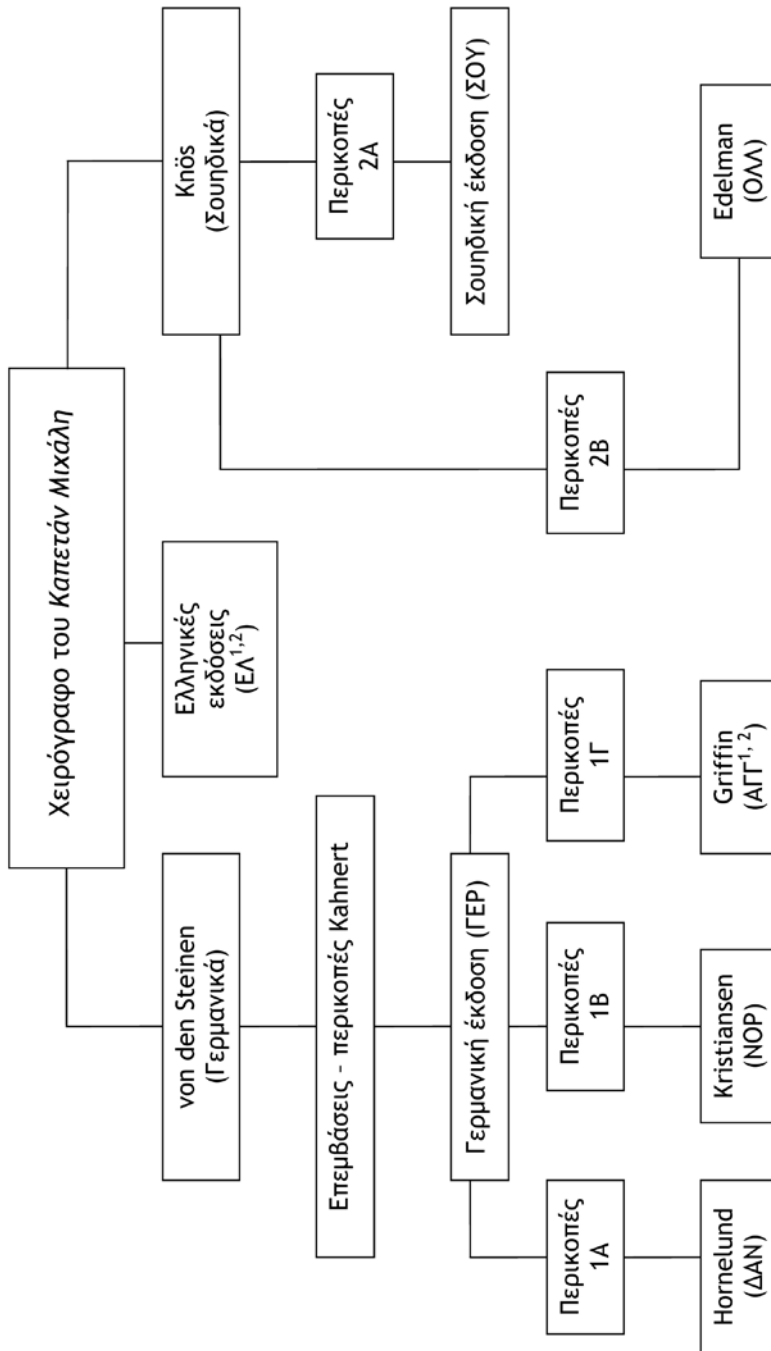 Χειρόγραφο του Καπετάν Μιχάλη
von den Steinen
(Γερμανικά)
Ελληνικές
εκδόσεις
(ΕΛ1,2)
Knös
(Σουηδικά)
Επεμβάσεις - περικοπές Kahnert
Περικοπές
2Α
Γερμανική έκδοση (ΓΕΡ)
Σουηδική έκδοση (ΣΟΥ)
Περικοπές
1Α
Περικοπές
1Β
Περικοπές
1Γ
Περικοπές
2Β
Hornelund
(ΔΑΝ)
Kristiansen
(ΝΟΡ)
Griffin
(ΑΓΓ1, 2)
Edelman
(ΟΛΛ)